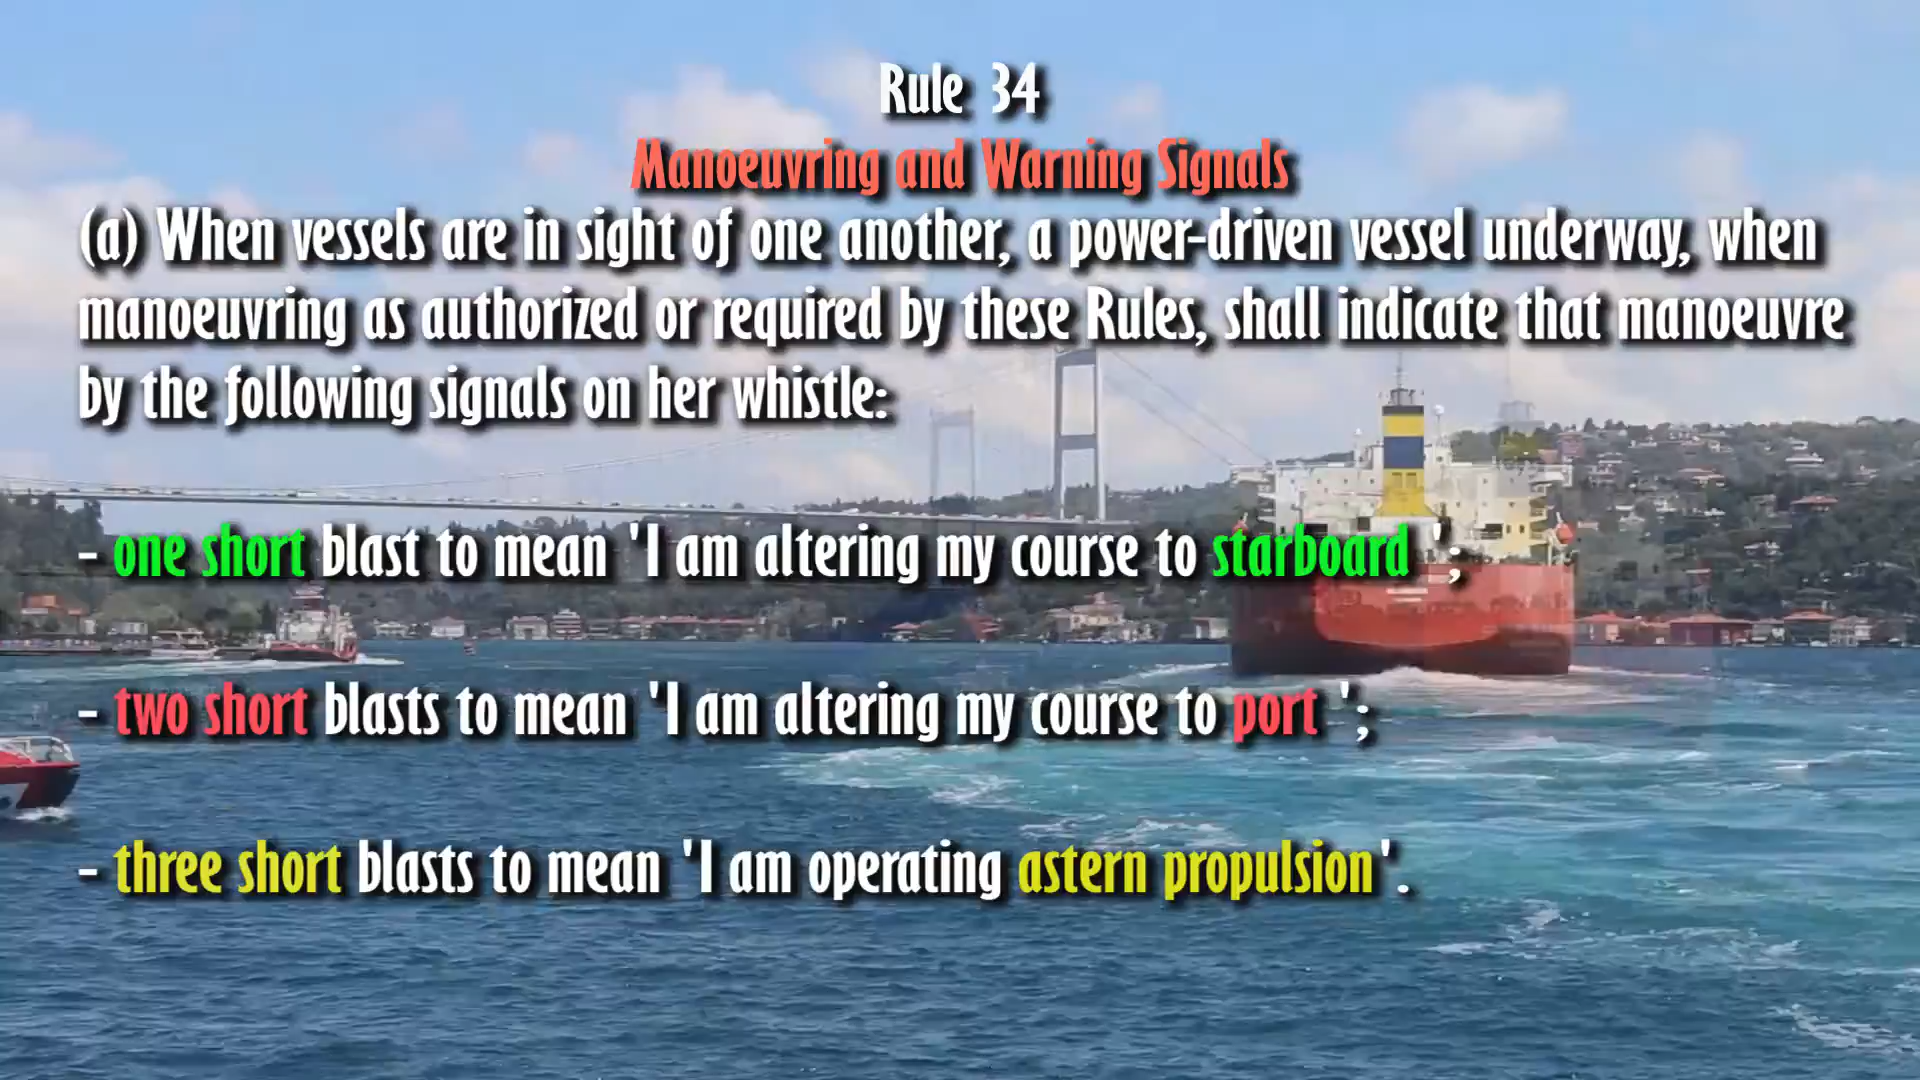 Rule 34
Manoeuvring and Warning Signals
(a) When vessels are in sight of one another, a power-driven vessel underway, when
manoeuvring as authorized or required by these Rules, shall indicate that manoeuvre
by the following signals on her whistle:
- one short blast to mean 'I am altering my course to starboard ';
- two short blasts to mean 'I am altering my course to port ';
- three short blasts to mean 'I am operating astern propulsion'.